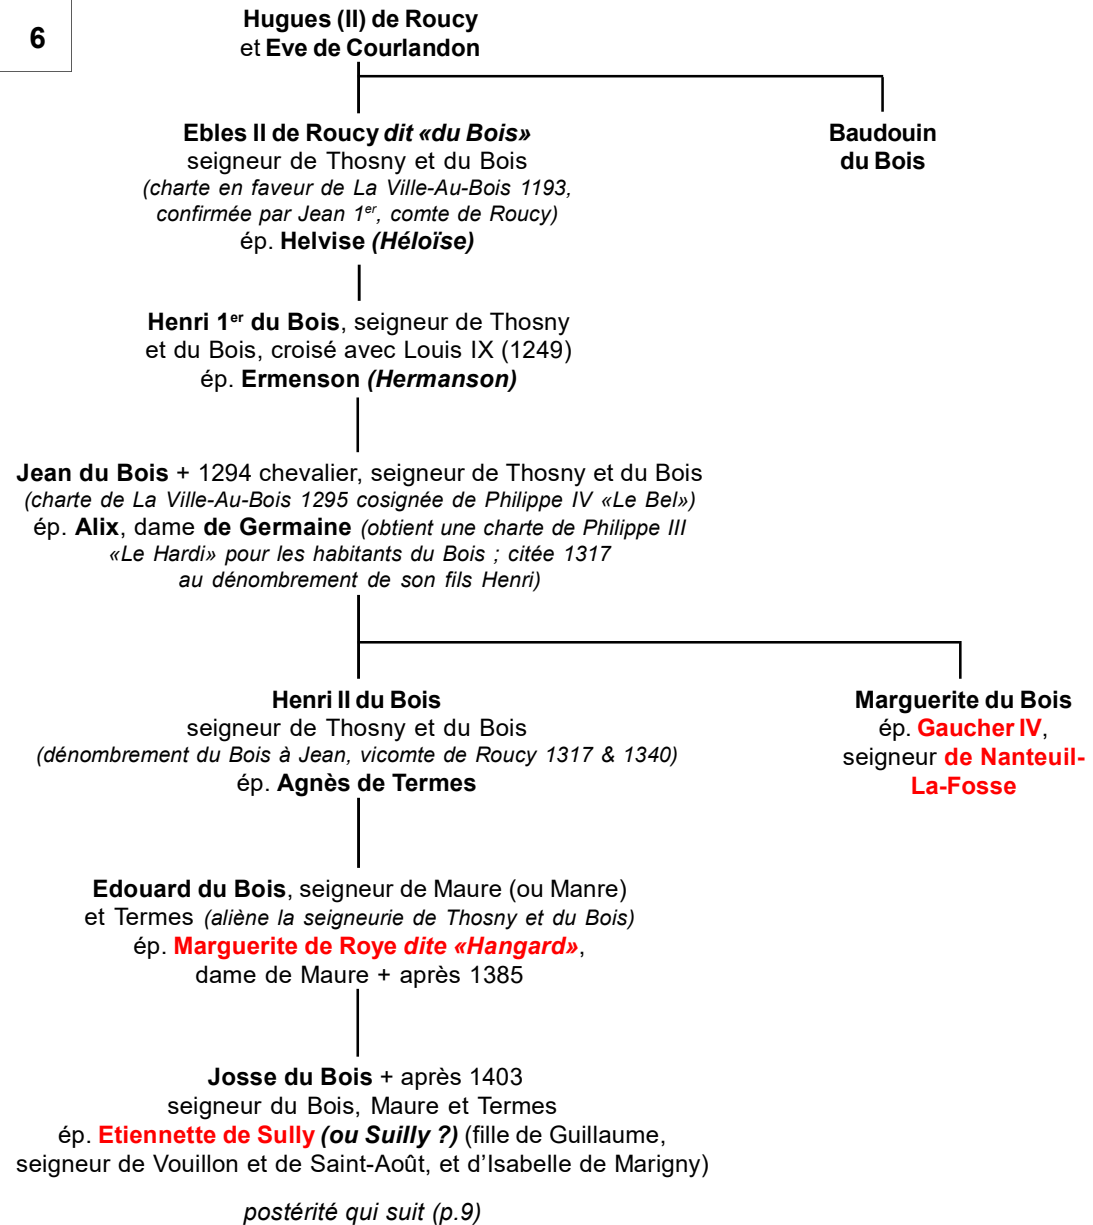 6
Hugues (II) de Roucy
et Eve de Courlandon
Ebles II de Roucy dit «du Bois»
seigneur de Thosny et du Bois
(charte en faveur de La Ville-Au-Bois 1193,
confirmée par Jean 1er, comte de Roucy)
ép. Helvise (Héloïse)
Baudouin
du Bois
Henri 1er du Bois, seigneur de Thosny
et du Bois, croisé avec Louis IX (1249)
ép. Ermenson (Hermanson)
Jean du Bois + 1294 chevalier, seigneur de Thosny et du Bois
(charte de La Ville-Au-Bois 1295 cosignée de Philippe IV «Le Bel»)
ép. Alix, dame de Germaine (obtient une charte de Philippe III
«Le Hardi» pour les habitants du Bois ; citée 1317
au dénombrement de son fils Henri)
Henri II du Bois
seigneur de Thosny et du Bois
(dénombrement du Bois à Jean, vicomte de Roucy 1317 & 1340)
ép. Agnès de Termes
Marguerite du Bois
ép. Gaucher IV,
seigneur de Nanteuil-
La-Fosse
Edouard du Bois, seigneur de Maure (ou Manre)
et Termes (aliène la seigneurie de Thosny et du Bois)
ép. Marguerite de Roye dite «Hangard»,
dame de Maure + après 1385
Josse du Bois + après 1403
seigneur du Bois, Maure et Termes
ép. Etiennette de Sully (ou Suilly ?) (fille de Guillaume,
seigneur de Vouillon et de Saint-Août, et d'Isabelle de Marigny)
postérité qui suit (p.9)